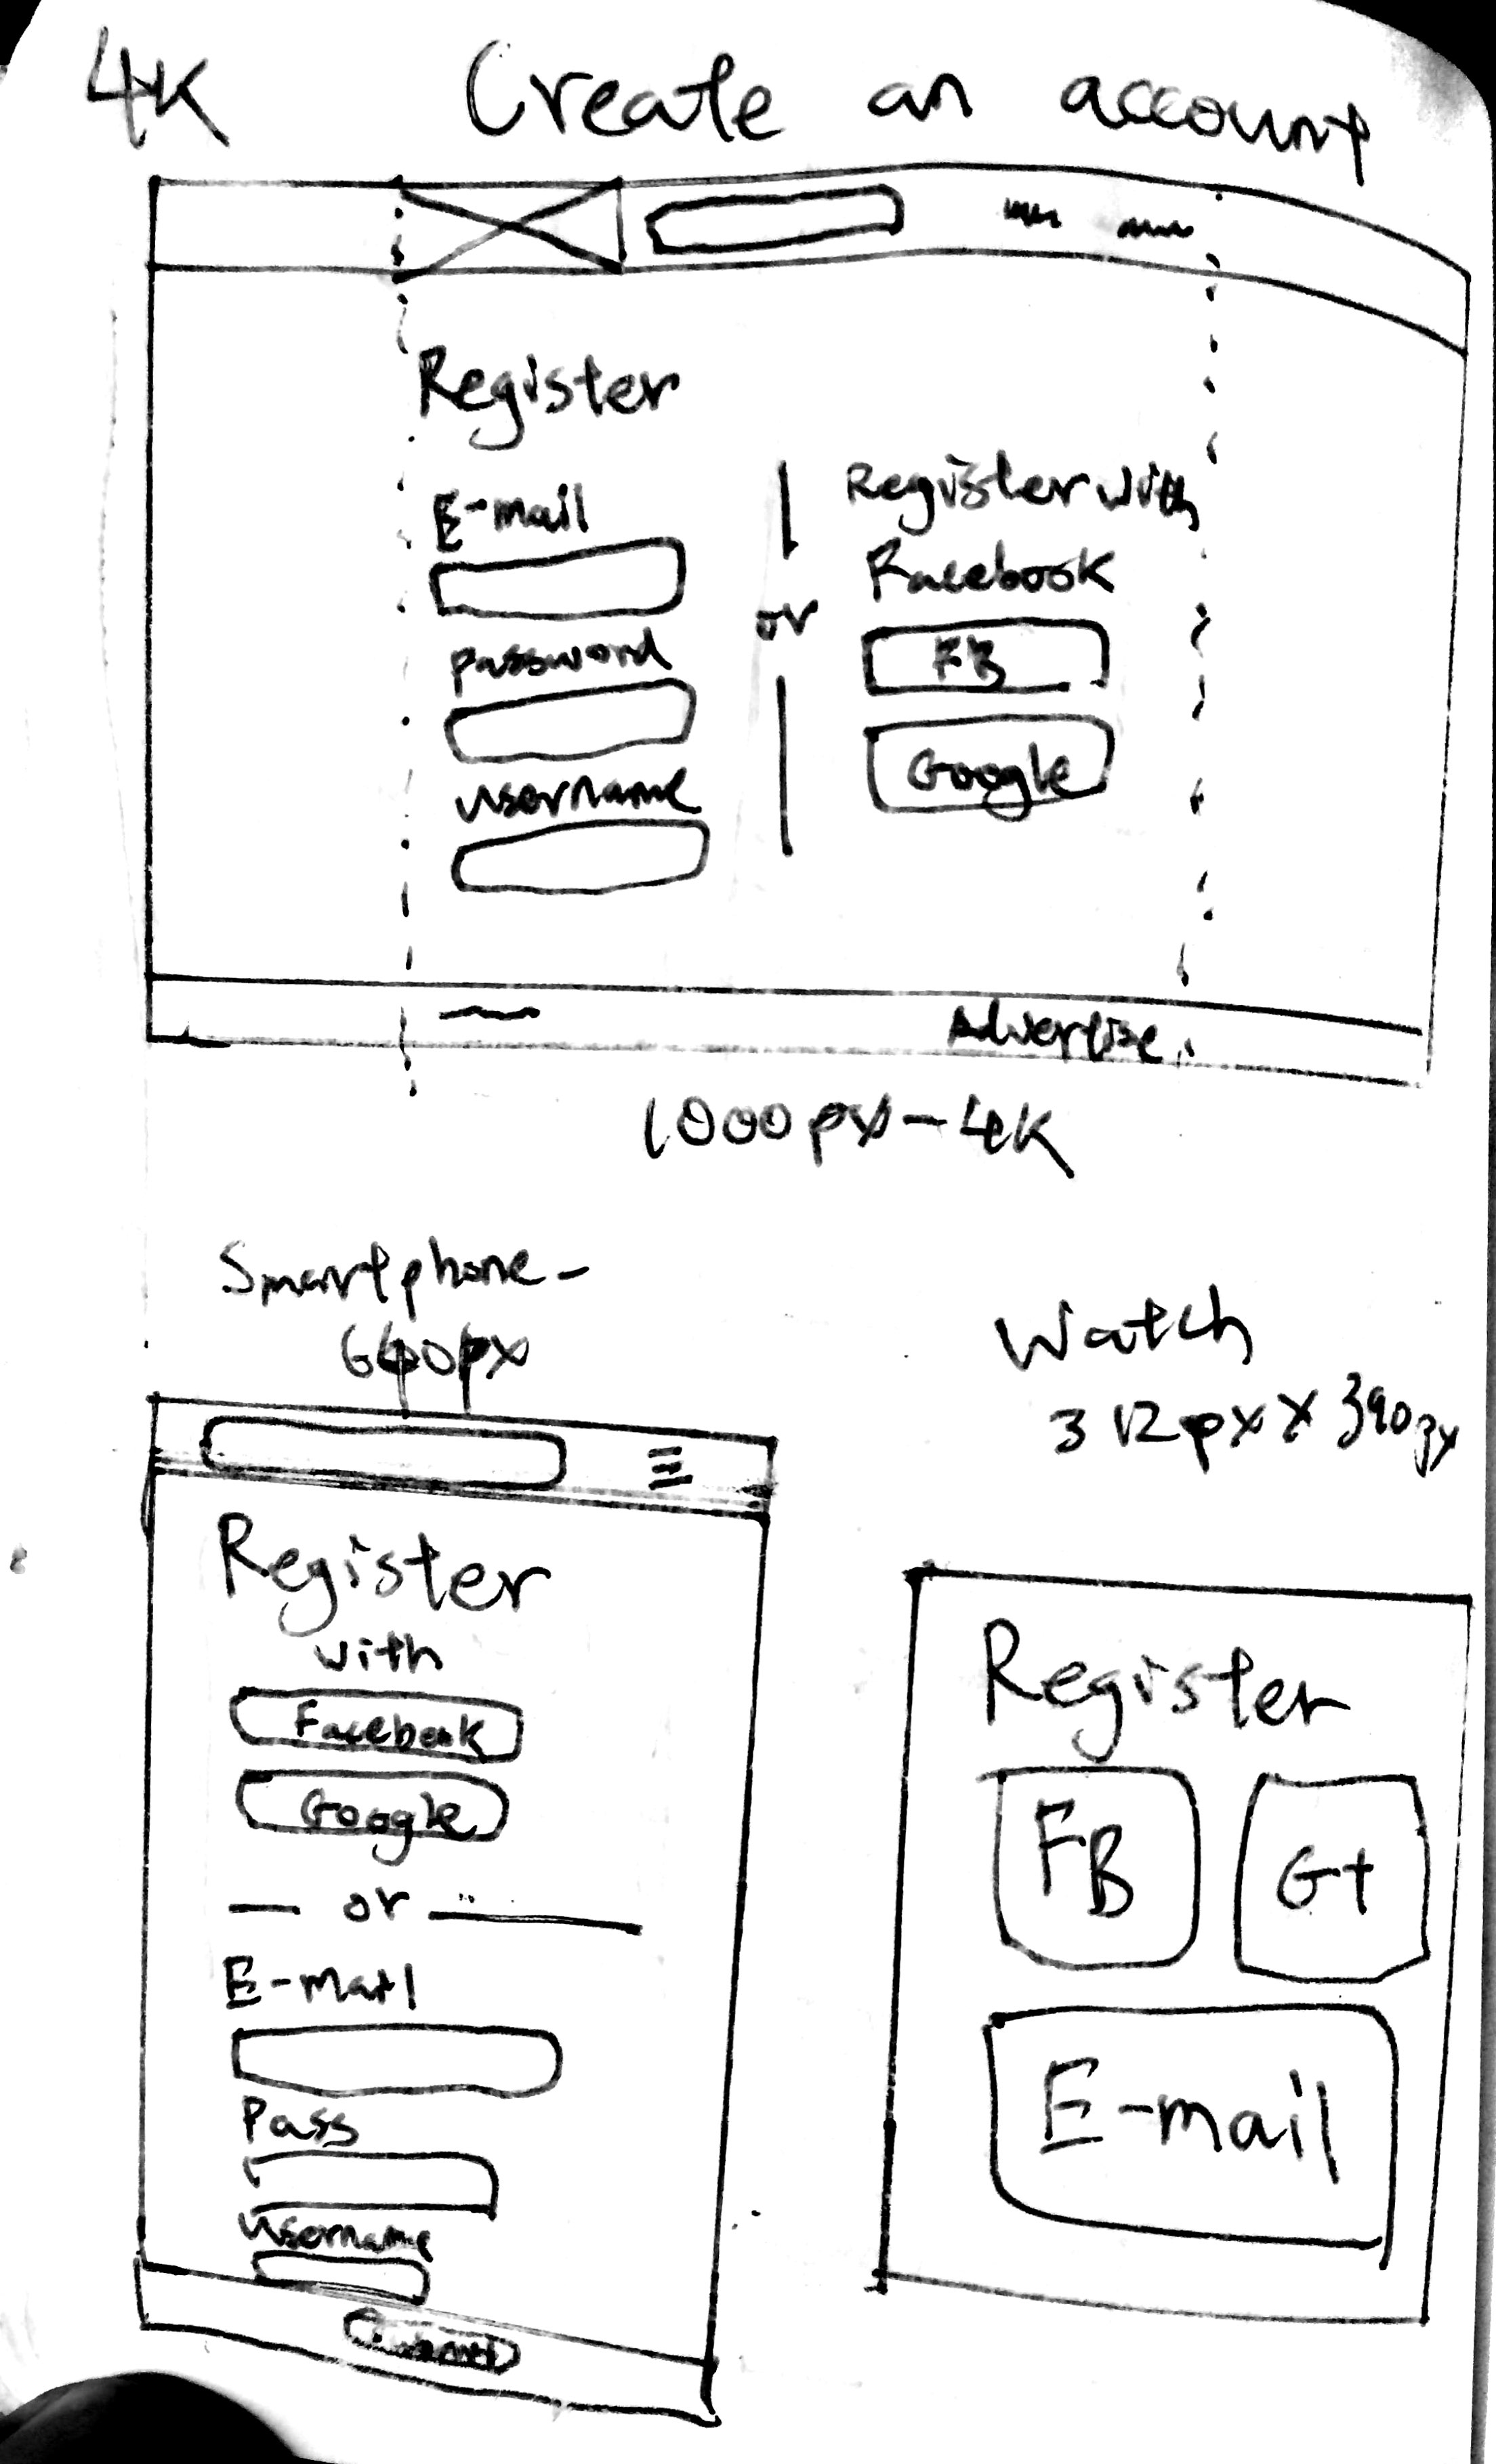 4K Create an account
Register
E-mail
password
username
or
Register with
Facebook
FB
Google
Advertise
1000px-4K
Smartphone-
640px
Register
with
Facebook
Google
or
E-mail
Pass
username
Watch
312px x 390px
Register
FB
G+
E-mail